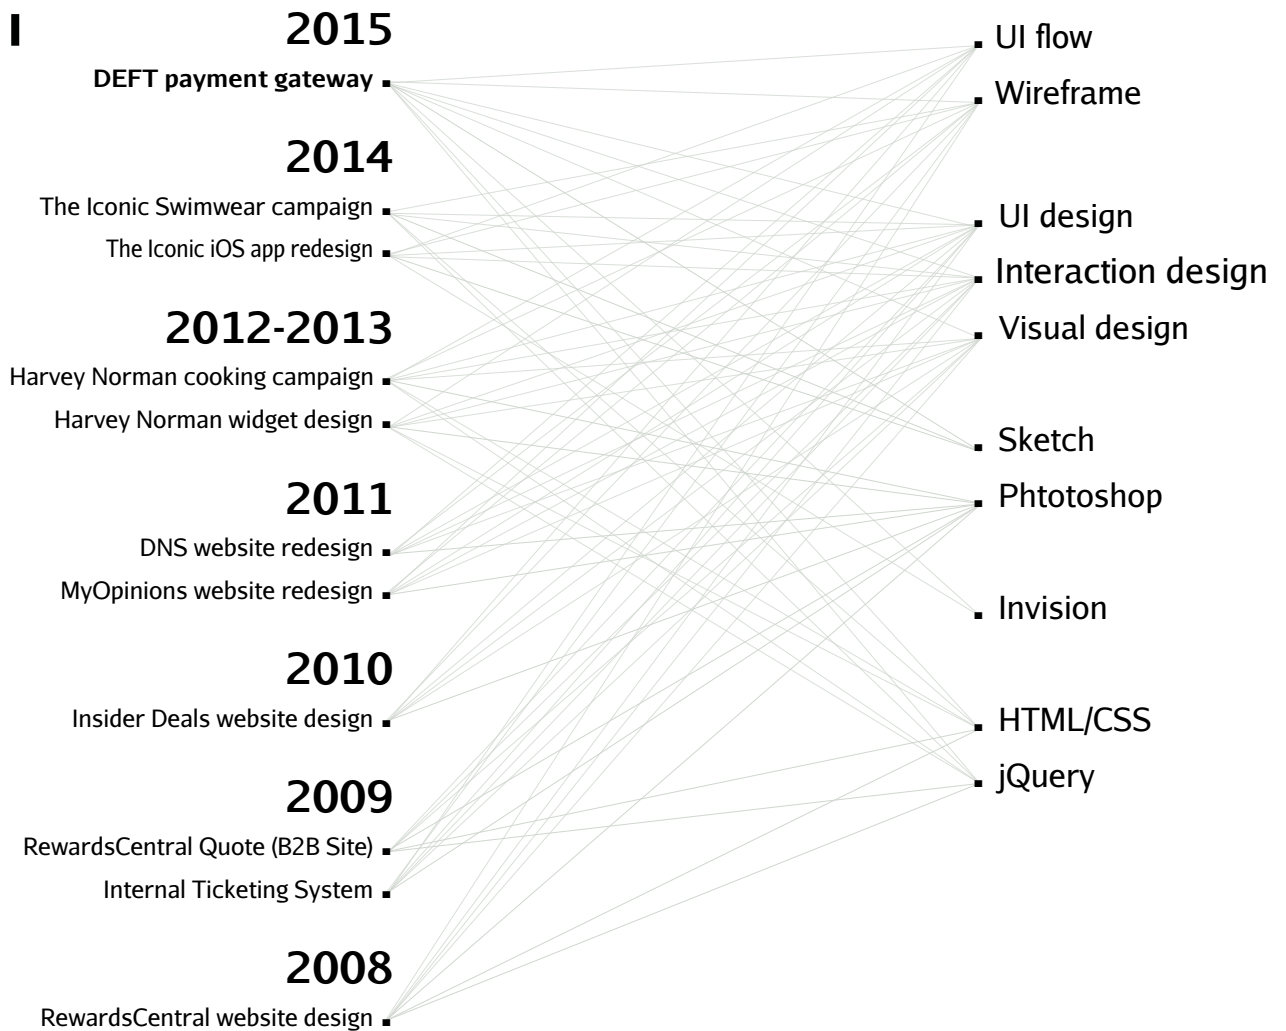 2015
DEFT payment gateway
2014
The Iconic Swimwear campaign
The Iconic iOS app redesign
2012-2013
Harvey Norman cooking campaign
Harvey Norman widget design
2011
DNS website redesign
MyOpinions website redesign
2010
Insider Deals website design
2009
RewardsCentral Quote (B2B Site)
Internal Ticketing System
2008
RewardsCentral website design
UI flow
Wireframe
UI design
Interaction design
Visual design
Sketch
Phtotoshop
Invision
HTML/CSS
jQuery